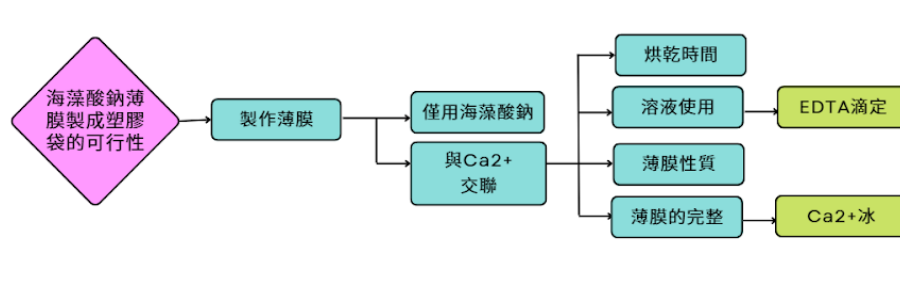 海藻酸鈉薄
膜製成塑膠
袋的可行性
製作薄膜
僅用海藻酸鈉
與Ca2+
交聯
烘乾時間
溶液使用
EDTA滴定
薄膜性質
薄膜的完整
Ca2+冰